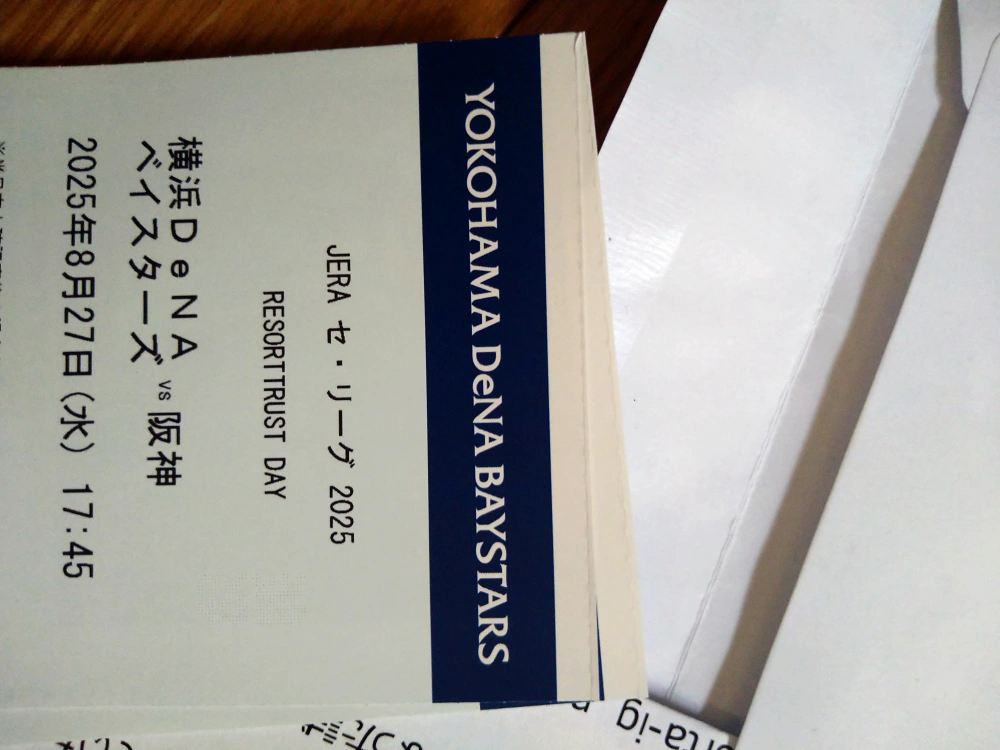 YOKOHAMA DeNA BAYSTARS
JERA セ・リーグ 2025
RESORTTRUST DAY
横浜DeNA
ベイスターズ vs 阪神
2025年8月27日(水) 17:45